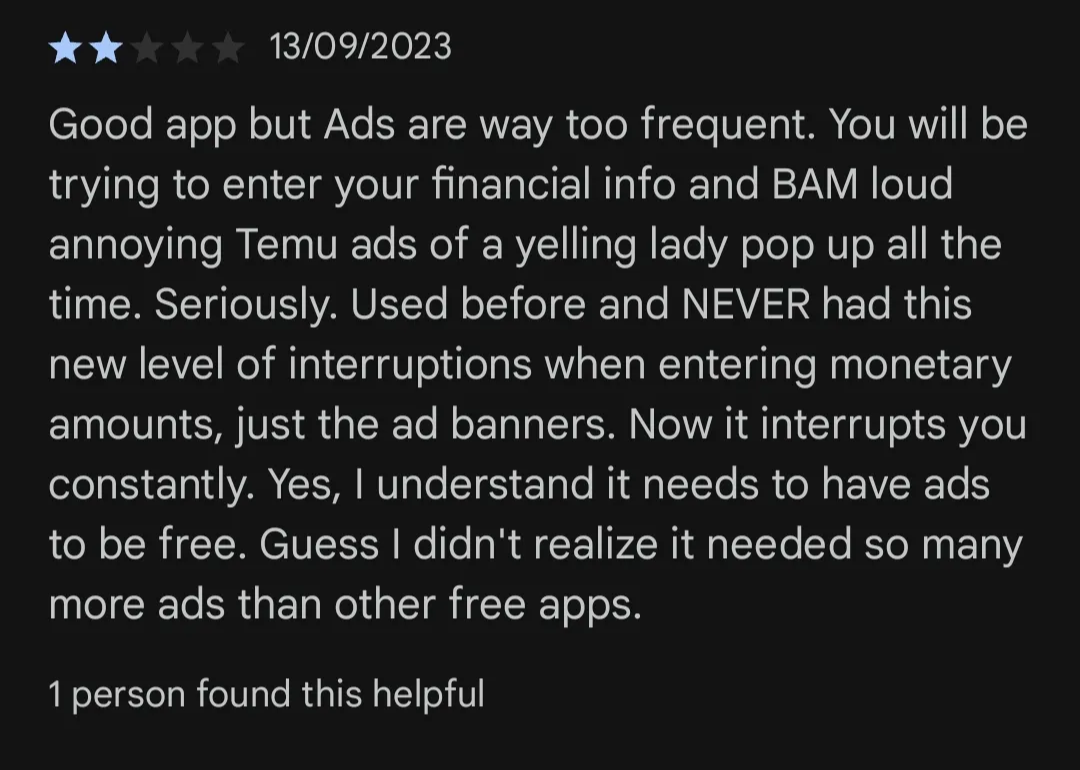 13/09/2023
Good app but Ads are way too frequent. You will be
trying to enter your financial info and BAM loud
annoying Temu ads of a yelling lady pop up all the
time. Seriously. Used before and NEVER had this
new level of interruptions when entering monetary
amounts, just the ad banners. Now it interrupts you
constantly. Yes, I understand it needs to have ads
to be free. Guess I didn't realize it needed so many
more ads than other free apps.
1 person found this helpful